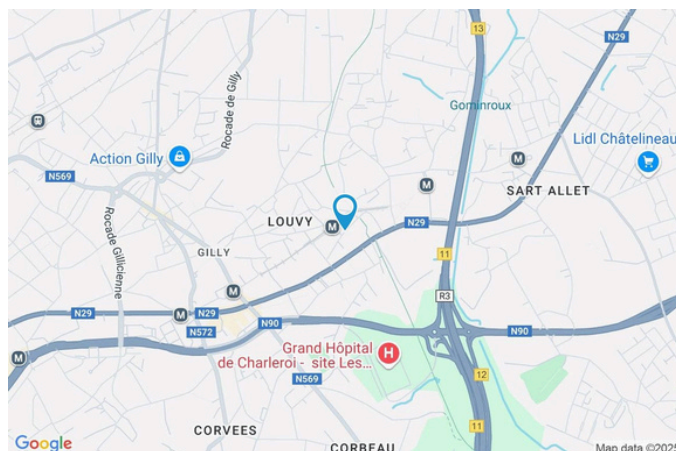 13
N29
Rocade de Gilly
Gominroux
Action Gilly
Lidl Châtelineau
N569
M
M
SART ALLET
LOUVY
M
Rocade Gillicienne
N29
GILLY
11
M
R3
N29
M
N572
N90
N90
M
Grand Hôpital
de Charleroi - site Les...
H
N569
12
CORVEES
11
CORBEAU
Google
Map data ©2025